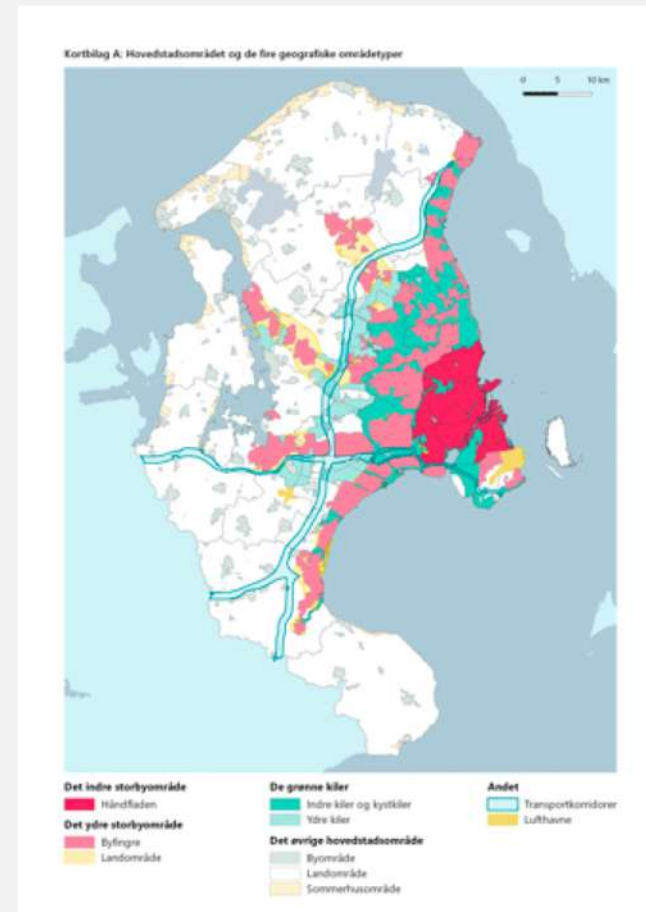 Kortbilag A: Hovedstadsområdet og de fire geografiske områdetyper
0 5 10 km
Det indre storbyområde
Håndfladen
Det ydre storbyområde
Byfingre
Landområde
De grønne kiler
Indre kiler og kystkiler
Ydre kiler
Det øvrige hovedstadsområde
Byområde
Landområde
Sommerhusområde
Andet
Transportkorridorer
Lufthavne